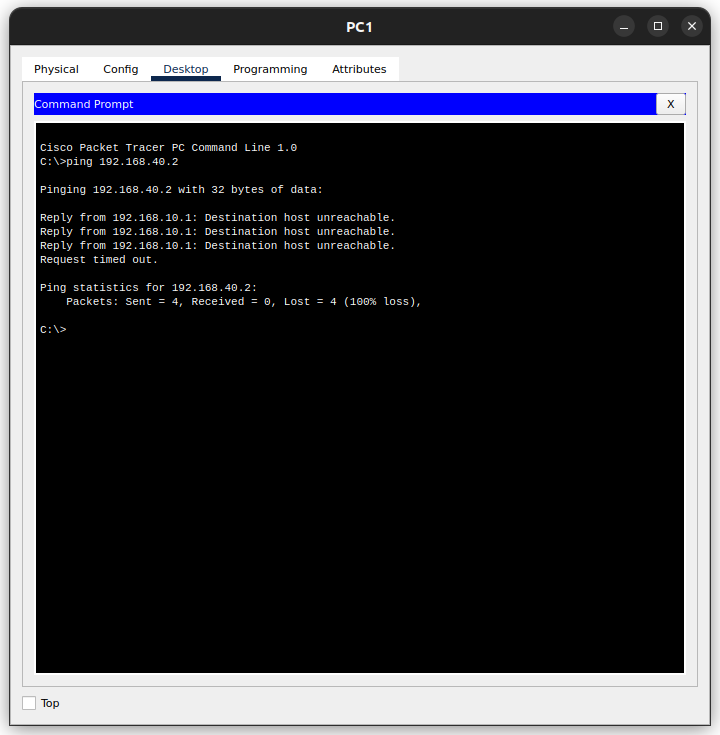 PC1
Physical Config Desktop Programming Attributes
Command Prompt X
Cisco Packet Tracer PC Command Line 1.0
C:\>ping 192.168.40.2
Pinging 192.168.40.2 with 32 bytes of data:
Reply from 192.168.10.1: Destination host unreachable.
Reply from 192.168.10.1: Destination host unreachable.
Reply from 192.168.10.1: Destination host unreachable.
Request timed out.
Ping statistics for 192.168.40.2:
    Packets: Sent = 4, Received = 0, Lost = 4 (100% loss),
C:\>
Top